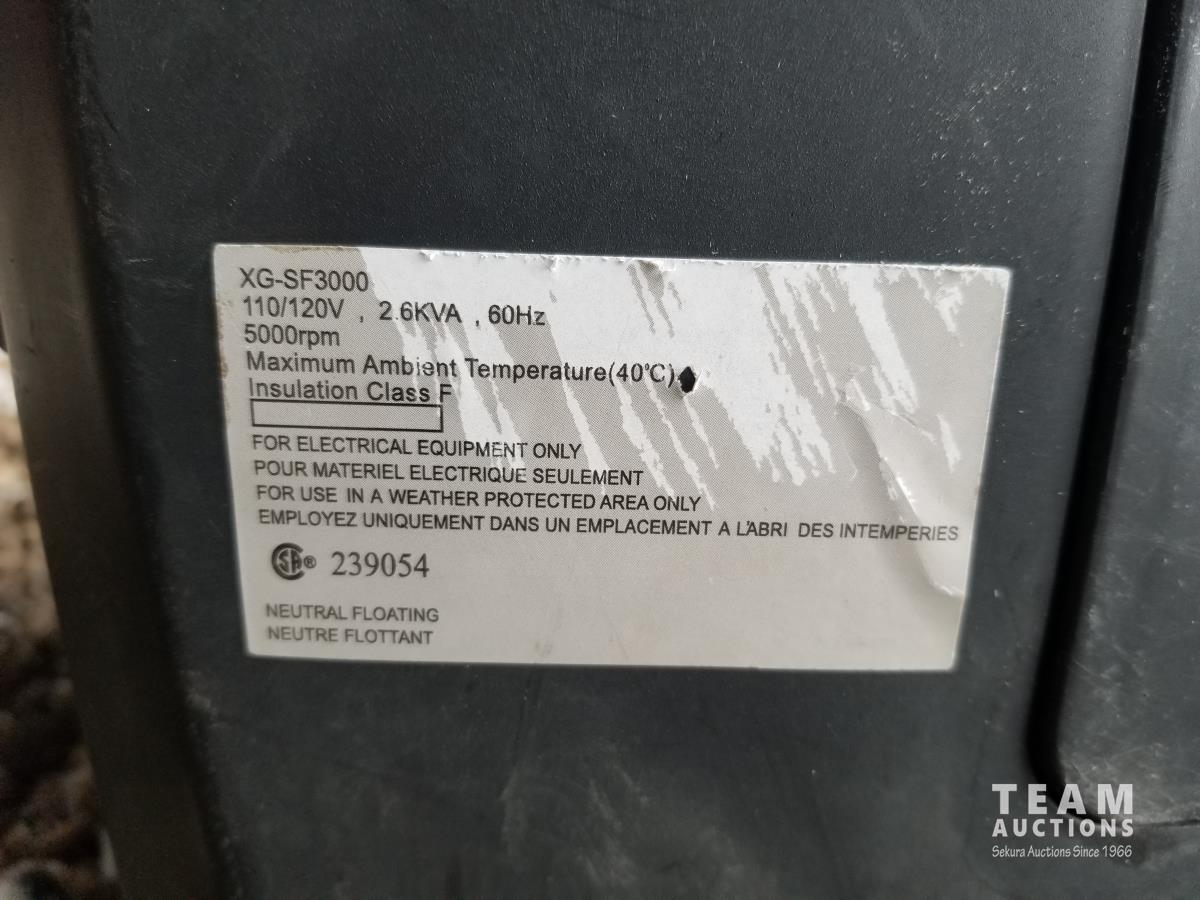 XG-SF3000
110/120V , 2.6KVA , 60Hz
5000rpm
Maximum Ambient Temperature(40℃)
Insulation Class F
FOR ELECTRICAL EQUIPMENT ONLY
POUR MATERIEL ELECTRIQUE SEULEMENT
FOR USE IN A WEATHER PROTECTED AREA ONLY
EMPLOYEZ UNIQUEMENT DANS UN EMPLACEMENT A L'ABRI DES INTEMPERIES
SA® 239054
NEUTRAL FLOATING
NEUTRE FLOTTANT
TEAM
AUCTIONS
Sekura Auctions Since 1966